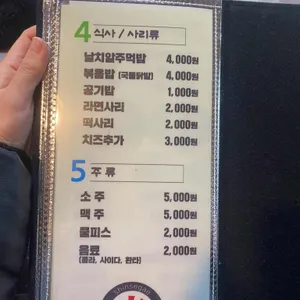 4 식사 / 사리류
날치알주먹밥 4,000원
볶음밥 (국물닭발) 4,000원
공기밥 1,000원
라면사리 2,000원
떡사리 2,000원
치즈추가 3,000원
5 주 류
소 주 5,000원
맥 주 5,000원
쿨피스 2,000원
음료 2,000원
(콜라, 사이다, 환타)
shinsegae